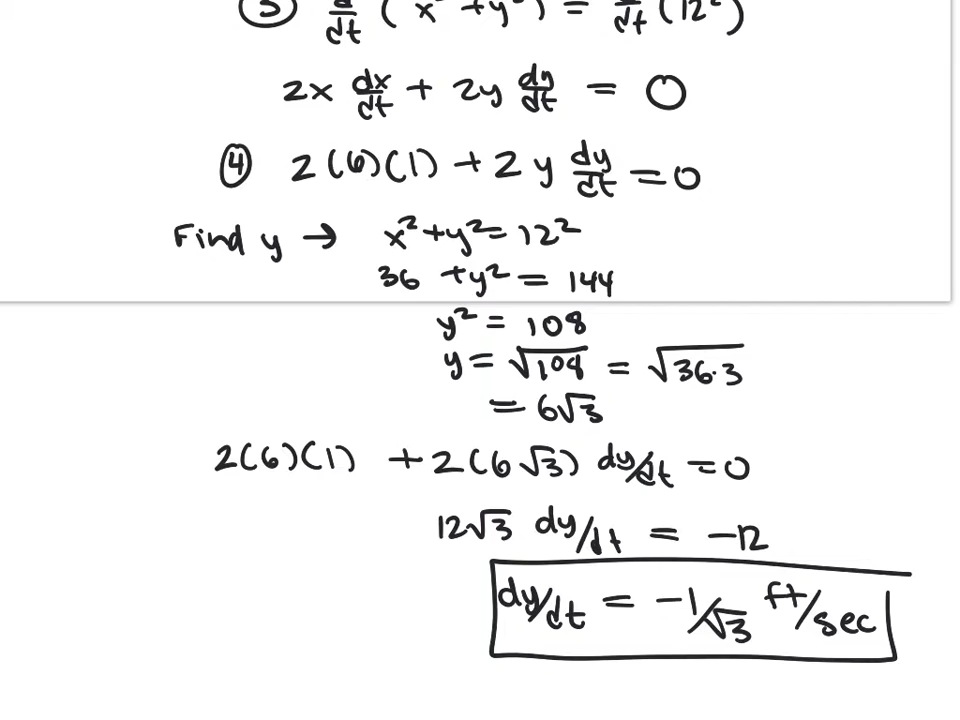 ③ d/dt (x² + y²) = d/dt (12²)
2x dx/dt + 2y dy/dt = 0
④ 2(6)(1) + 2y dy/dt = 0
Find y → x² + y² = 12²
36 + y² = 144
y² = 108
y = √108 = √36·3
= 6√3
2(6)(1) + 2(6√3) dy/dt = 0
12√3 dy/dt = -12
dy/dt = -1/√3 ft/sec